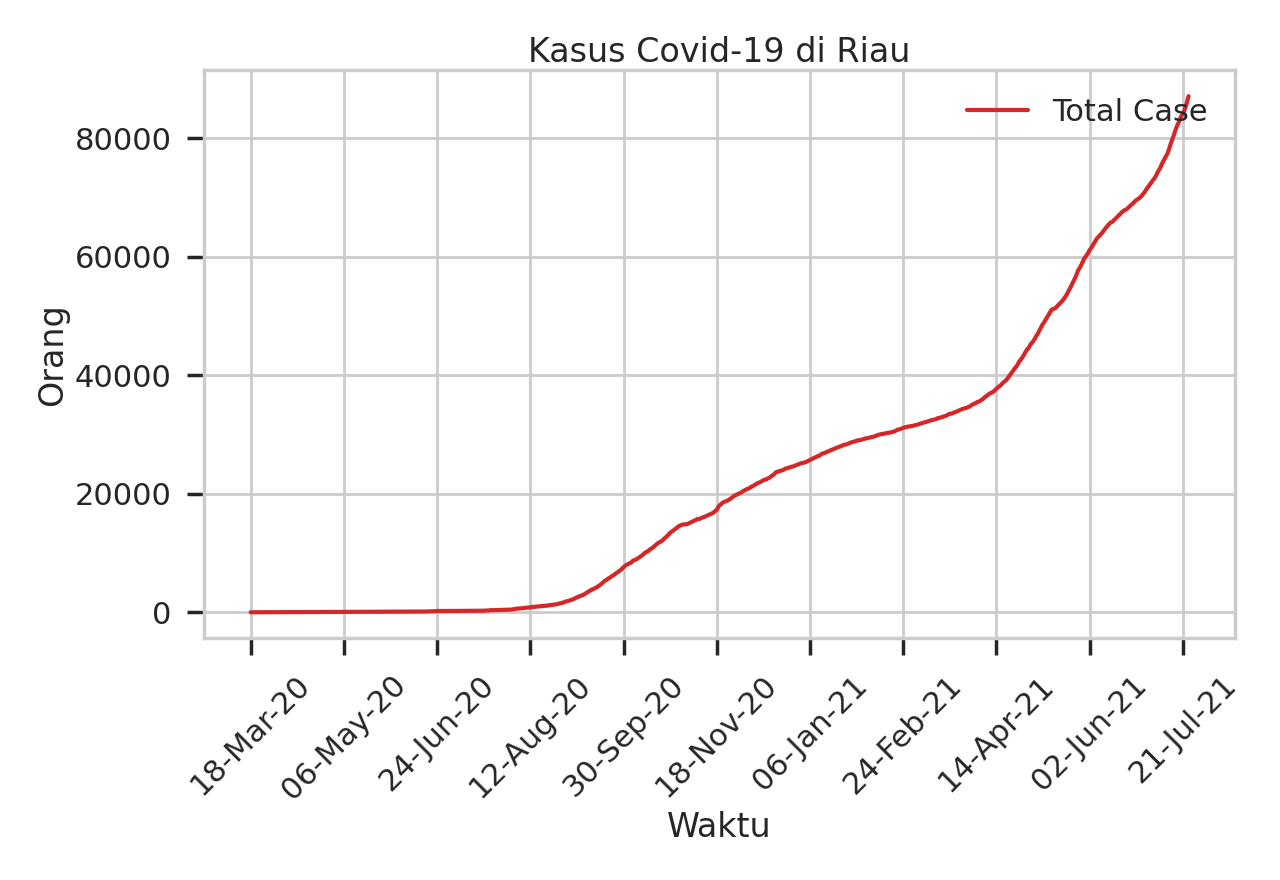 Kasus Covid-19 di Riau
Total Case
80000
60000
40000
20000
0
Orang
18-Mar-20
06-May-20
24-Jun-20
12-Aug-20
30-Sep-20
18-Nov-20
06-Jan-21
24-Feb-21
14-Apr-21
02-Jun-21
21-Jul-21
Waktu